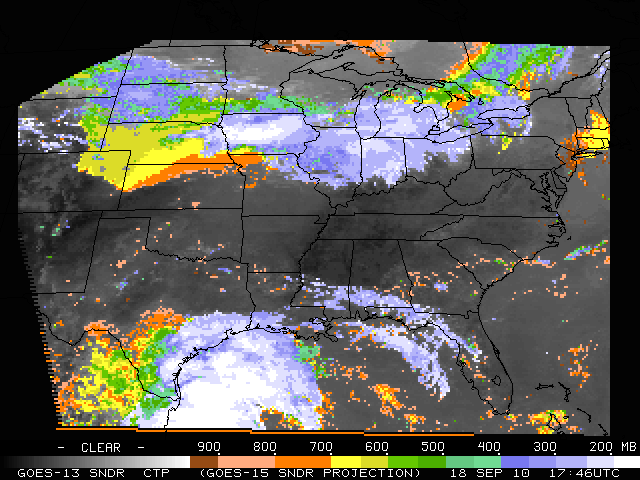 - CLEAR - 900 800 700 600 500 400 300 200 MB
GOES-13 SNDR CTP (GOES-15 SNDR PROJECTION) 18 SEP 10 17:46UTC